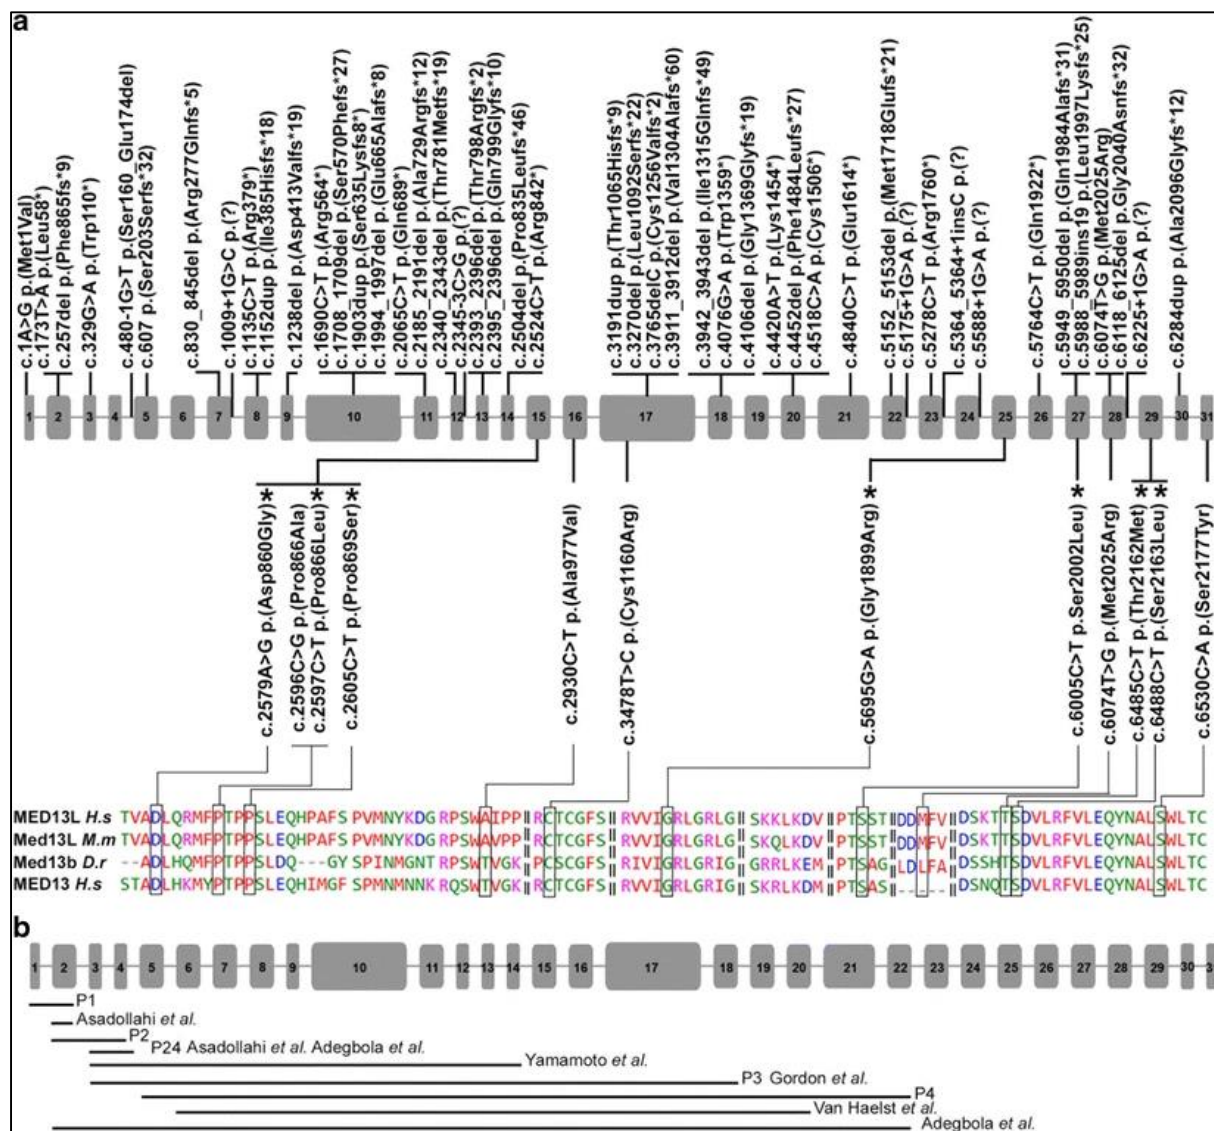 a
c.1A>G p.(Met1Val)
c.173T>A p.(Leu58*)
c.257del p.(Phe865fs*9)
c.329G>A p.(Trp110*)
c.480-1G>T p.(Ser160_Glu174del)
c.607 p.(Ser203Serfs*32)
c.830_845del p.(Arg277Glnfs*5)
c.1009+1G>C p.(?)
c.1135C>T p.(Arg379*)
c.1152dup p.(Ile385Hisfs*18)
c.1238del p.(Asp413Valfs*19)
c.1690C>T p.(Arg564*)
c.1708_1709del p.(Ser570Phefs*27)
c.1903dup p.(Ser635Lysfs8*)
c.1994_1997del p.(Glu665Alafs*8)
c.2065C>T p.(Gln689*)
c.2185_2191del p.(Ala729Argfs*12)
c.2340_2343del p.(Thr781Metfs*19)
c.2345-3C>G p.(?)
c.2393_2396del p.(Thr798Argfs*2)
c.2395_2396del p.(Gln799Glyfs*10)
c.2504del p.(Pro835Leufs*46)
c.2524C>T p.(Arg842*)
c.3191dup p.(Thr1065Hisfs*9)
c.3270del p.(Leu1092Serfs*22)
c.3765delC p.(Cys1256Valfs*2)
c.3911_3912del p.(Val1304Alafs*60)
c.3942_3943del p.(Ile1315Glnfs*49)
c.4076G>A p.(Trp1359*)
c.4106del p.(Gly1369Glyfs*19)
c.4420A>T p.(Lys1454*)
c.4452del p.(Phe1484Leufs*27)
c.4518C>A p.(Cys1506*)
c.4840C>T p.(Glu1614*)
c.5152_5153del p.(Met1718Glufs*21)
c.5175+1G>A p.(?)
c.5278C>T p.(Arg1760*)
c.5364_5364+1insC p.(?)
c.5588+1G>A p.(?)
c.5764C>T p.(Gln1922*)
c.5949_5950del p.(Gln1984Alafs*31)
c.5988_5989ins19 p.(Leu1997Lysfs*25)
c.6074T>G p.(Met2025Arg)
c.6118_6125del p.Gly2040Asnfs*32)
c.6225+1G>A p.(?)
c.6284dup p.(Ala2096Glyfs*12)
1 2 3 4 5 6 7 8 9 10 11 12 13 14 15 16 17 18 19 20 21 22 23 24 25 26 27 28 29 30 31
c.2579A>G p.(Asp860Gly)*
c.2596C>G p.(Pro866Ala)
c.2597C>T p.(Pro866Leu)*
c.2605C>T p.(Pro869Ser)*
c.2930C>T p.(Ala977Val)
c.3478T>C p.(Cys1160Arg)
c.5695G>A p.(Gly1899Arg)*
c.6005C>T p.Ser2002Leu)*
c.6074T>G p.(Met2025Arg)
c.6485C>T p.(Thr2162Met)*
c.6488C>T p.(Ser2163Leu)*
c.6530C>A p.(Ser2177Tyr)
MED13L H.s TVADLQRMFPTPPSLEQHPAFS PVMNYKDG RPSWAIPP || RCTCGFS || RVVIGRLGRLG || SKKLKDV || PTSST || DDMFV || DSKTTSDVLRFVLEQYNALSWLTC
Med13L M.m TVADLQRMFPTPPSLEQHPAFS PVMNYKDG RPSWAVPP || RCTCGFS || RVVIGRLGRLG || SKQLKDV || PTSST || DDMFV || DSKTTSDVLRFVLEQYNALSWLTC
Med13b D.r --ADLHQMFPTPPSLDQ---GYSPINMGNT RPSWTVGK PCSCGFS || RIVIGRLGRIG || SKRLKDM || PTSAG || LDLFA || DSSHTSDVLRFVLEQYNALSWLTC
MED13 H.s STADLHKMYPTPPSLEQHIMGF SPMNMNNK RQSWTVGK || RCTCGFS || RVVIGRLGRIG || SKRLKDM || PTSAS || ----- || DSNQTSDVLRFVLEQYNALSWLTC
b
1 2 3 4 5 6 7 8 9 10 11 12 13 14 15 16 17 18 19 20 21 22 23 24 25 26 27 28 29 30 3
P1
Asadollahi et al.
P2
P24 Asadollahi et al. Adegbola et al.
Yamamoto et al.
P3 Gordon et al.
P4
Van Haelst et al.
Adegbola et al.